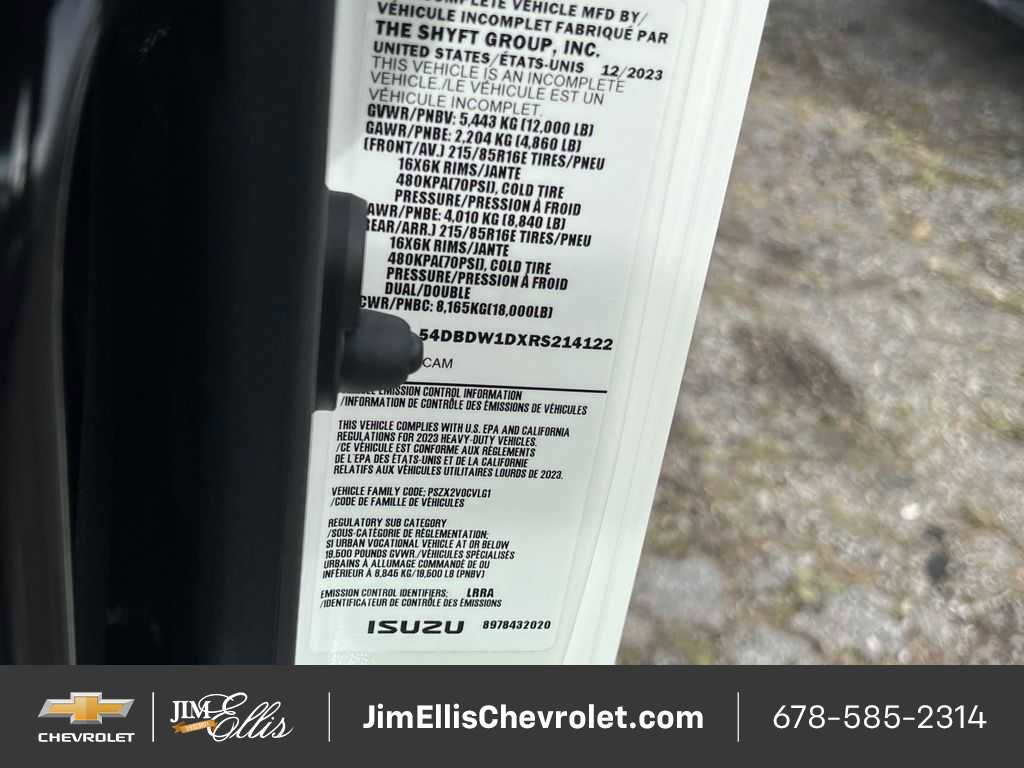 COMPLETE VEHICLE MFD BY/
VÉHICULE INCOMPLET FABRIQUÉ PAR
THE SHYFT GROUP, INC.
UNITED STATES/ÉTATS-UNIS 12/2023
THIS VEHICLE IS AN INCOMPLETE
VEHICLE./LE VÉHICULE EST UN
VÉHICULE INCOMPLET.
GVWR/PNBV: 5,443 KG (12,000 LB)
GAWR/PNBE: 2,204 KG (4,860 LB)
(FRONT/AV.) 215/85R16E TIRES/PNEU
16X6K RIMS/JANTE
480KPA(70PSI), COLD TIRE
PRESSURE/PRESSION À FROID
AWR/PNBE: 4,010 KG (8,840 LB)
REAR/ARR.) 215/85R16E TIRES/PNEU
16X6K RIMS/JANTE
480KPA(70PSI), COLD TIRE
PRESSURE/PRESSION À FROID
DUAL/DOUBLE
CWR/PNBC: 8,165KG(18,000LB)
54DBDW1DXRS214122
CAM
EMISSION CONTROL INFORMATION
/INFORMATION DE CONTRÔLE DES ÉMISSIONS DE VÉHICULES
THIS VEHICLE COMPLIES WITH U.S. EPA AND CALIFORNIA
REGULATIONS FOR 2023 HEAVY-DUTY VEHICLES.
/CE VÉHICULE EST CONFORME AUX RÈGLEMENTS
DE L'EPA DES ÉTATS-UNIS ET DE LA CALIFORNIE
RELATIFS AUX VÉHICULES UTILITAIRES LOURDS DE 2023.
VEHICLE FAMILY CODE; PSZX2VOCVLG1
/CODE DE FAMILLE DE VÉHICULES
REGULATORY SUB CATEGORY
/SOUS-CATÉGORIE DE RÉGLEMENTATION;
SI URBAN VOCATIONAL VEHICLE AT OR BELOW
19,500 POUNDS GVWR./VÉHICULES SPÉCIALISÉS
URBAINS À ALLUMAGE COMMANDÉ DE OU
INFÉRIEUR À 8,845 KG/19,500 LB (PNBV)
EMISSION CONTROL IDENTIFIERS; LRRA
/IDENTIFICATEUR DE CONTRÔLE DES ÉMISSIONS
ISUZU 8978432020
CHEVROLET
JIM Ellis
JimEllisChevrolet.com
678-585-2314